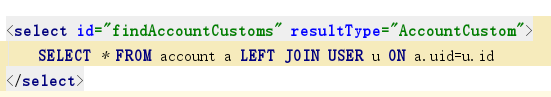 <select id="findAccountCustoms" resultType="AccountCustom">
SELECT * FROM account a LEFT JOIN USER u ON a.uid=u.id
</select>